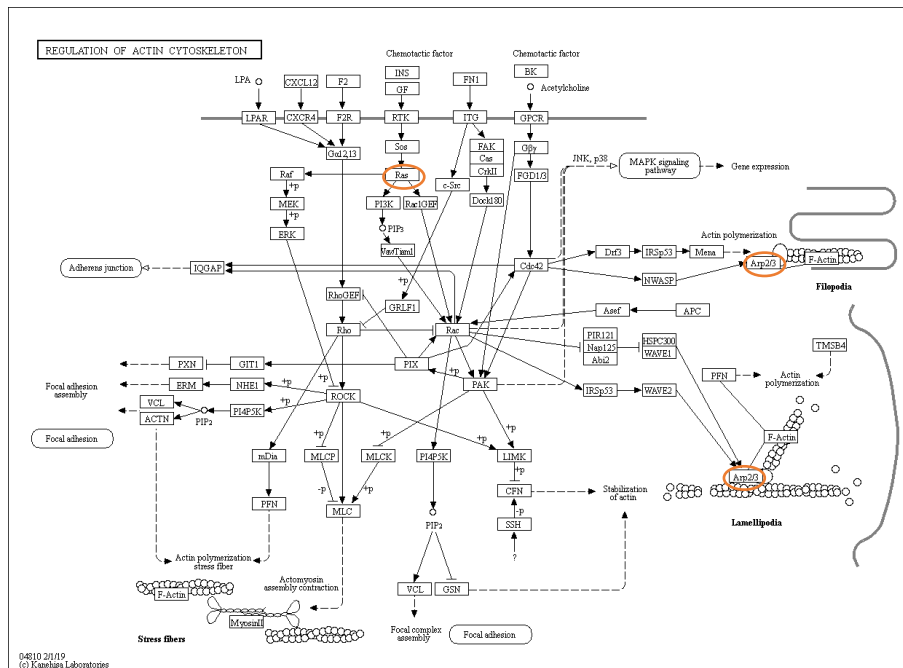 REGULATION OF ACTIN CYTOSKELETON
Chemotactic factor
Chemotactic factor
LPA
CXCL12
F2
INS
GF
FN1
BK
Acetylcholine
LPAR
CXCR4
F2R
RTK
ITG
GPCR
Gα12,13
Sos
FAK
Cas
CrkII
Gβγ
JNK, p38
MAPK signaling
pathway
Gene expression
Raf
Ras
c-Src
FGD1/3
+p
MEK
PI3K
Rac1GEF
Dock180
+p
ERK
PIP3
Vav/Tiam1
Actin polymerization
Drf3
IRSp53
Mena
Arp2/3
F-Actin
Adherens junction
IQGAP
Cdc42
+p
NWASP
Filopodia
RhoGEF
GRLF1
Asef
APC
Rho
Rac
PIR121
Nap125
Abi2
HSPC300
WAVE1
TMSB4
PXN
GIT1
PIX
+p
PFN
Actin
polymerization
Focal adhesion
assembly
ERM
NHE1
+p
+p
PAK
IRSp53
WAVE2
VCL
ACTN
PIP2
PI4P5K
+p
ROCK
Focal adhesion
+p
+p
+p
+p
F-Actin
mDia
MLCP
MLCK
PI4P5K
LIMK
+p
Arp2/3
-p
+p
CFN
Stabilization
of actin
PFN
MLC
-p
PIP2
SSH
Lamellipodia
?
Actin polymerization
stress fiber
Actomyosin
assembly contraction
F-Actin
VCL
GSN
MyosinII
Stress fibers
Focal complex
assembly
Focal adhesion
04810 2/1/19
(c) Kanehisa Laboratories